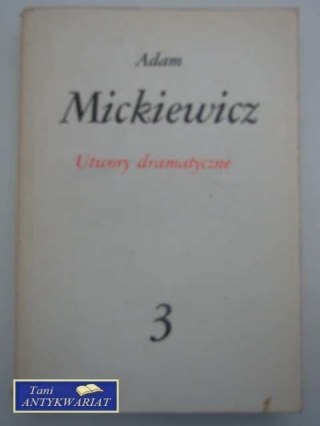 Adam
Mickiewicz
Utwory dramatyczne
3
Tani
ANTYKWARIAT